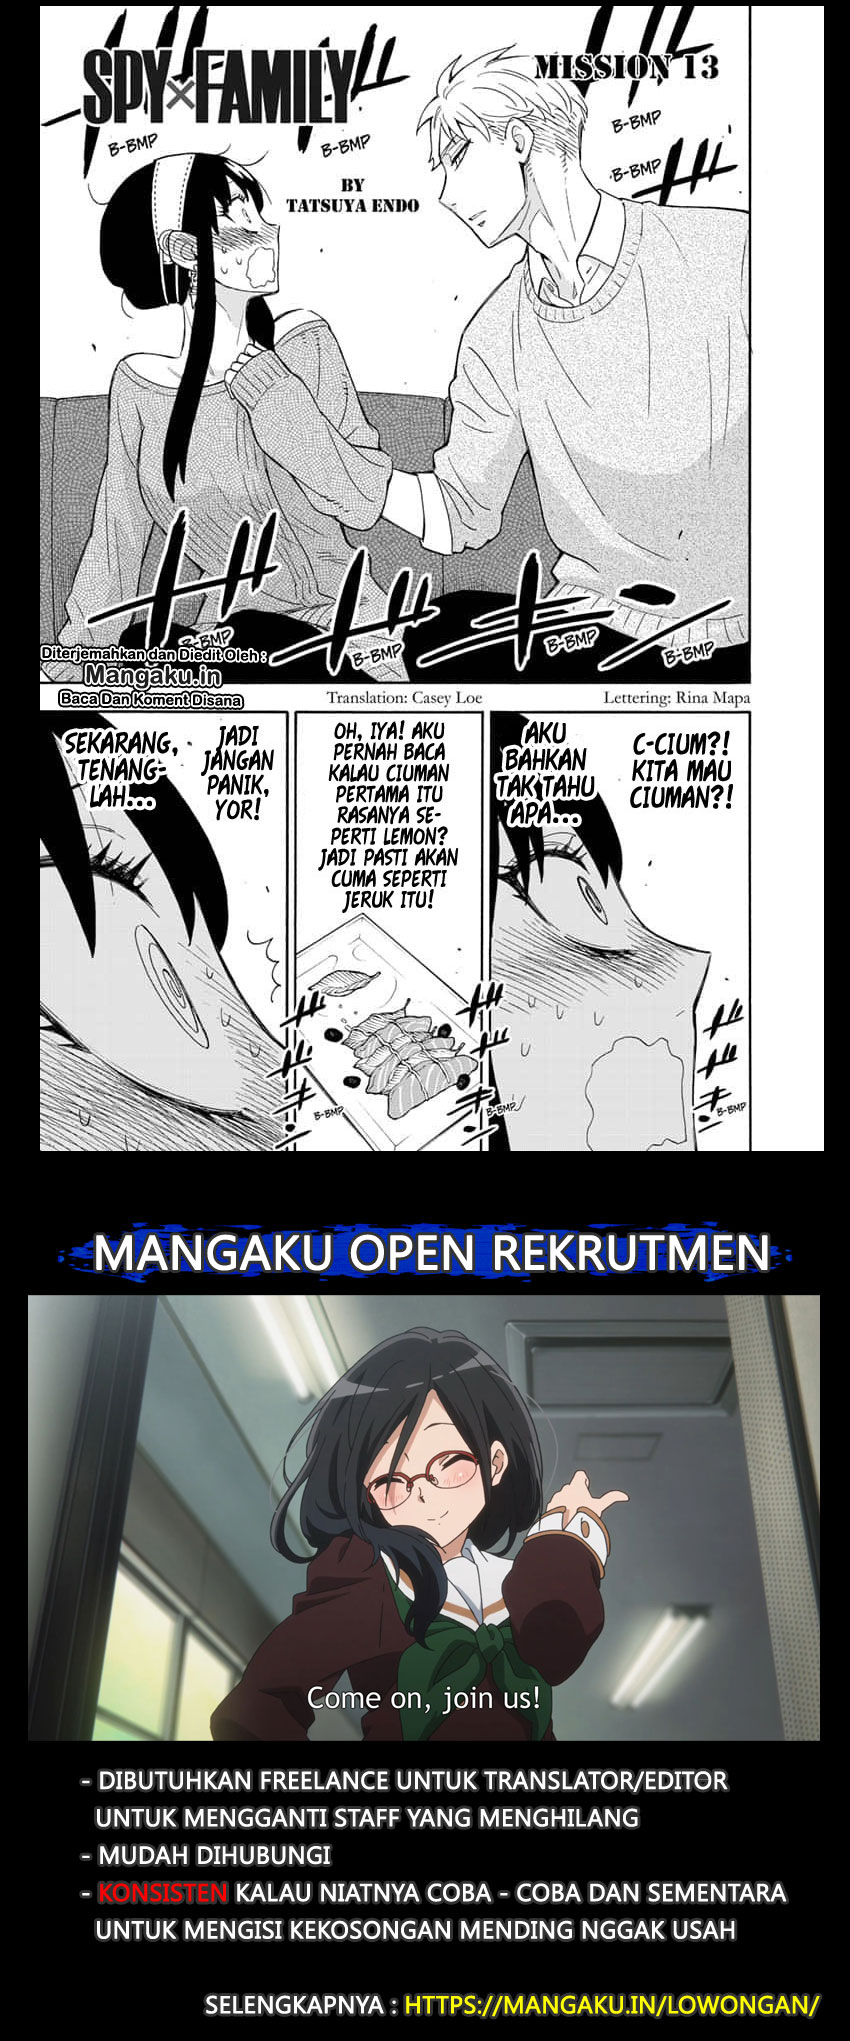 SPY×FAMILY
MISSION 13
B-BMP
B-BMP
B-BMP
B-BMP
BY
TATSUYA ENDO
B-BMP
B-BMP
B-BMP
B-BMP
Diterjemahkan dan Diedit Oleh :
Mangaku.in
Baca Dan Koment Disana
Translation: Casey Loe
Lettering: Rina Mapa
C-CIUM?!
KITA MAU
CIUMAN?!
AKU
BAHKAN
TAK TAHU
APA...
OH, IYA! AKU
PERNAH BACA
KALAU CIUMAN
PERTAMA ITU
RASANYA SE-
PERTI LEMON?
JADI PASTI AKAN
CUMA SEPERTI
JERUK ITU!
JADI
JANGAN
PANIK,
YOR!
SEKARANG,
TENANG-
LAH...
B-BMP
B-BMP
B-BMP
MANGAKU OPEN REKRUTMEN
Come on, join us!
- DIBUTUHKAN FREELANCE UNTUK TRANSLATOR/EDITOR
UNTUK MENGGANTI STAFF YANG MENGHILANG
- MUDAH DIHUBUNGI
- KONSISTEN KALAU NIATNYA COBA - COBA DAN SEMENTARA
UNTUK MENGISI KEKOSONGAN MENDING NGGAK USAH
SELENGKAPNYA : HTTPS://MANGAKU.IN/LOWONGAN/